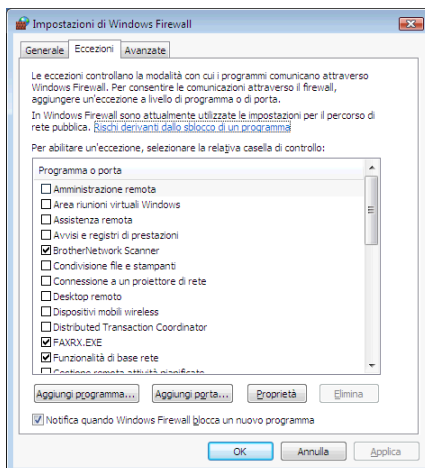 Impostazioni di Windows Firewall
Generale Eccezioni Avanzate
Le eccezioni controllano la modalità con cui i programmi comunicano attraverso
Windows Firewall. Per consentire le comunicazioni attraverso il firewall,
aggiungere un'eccezione a livello di programma o di porta.
In Windows Firewall sono attualmente utilizzate le impostazioni per il percorso di
rete pubblica. Rischi derivanti dallo sblocco di un programma
Per abilitare un'eccezione, selezionare la relativa casella di controllo:
Programma o porta
Amministrazione remota
Area riunioni virtuali Windows
Assistenza remota
Avvisi e registri di prestazioni
BrotherNetwork Scanner
Condivisione file e stampanti
Connessione a un proiettore di rete
Desktop remoto
Dispositivi mobili wireless
Distributed Transaction Coordinator
FAXRX.EXE
Funzionalità di base rete
Gestione remota attività pianificate
Aggiungi programma... Aggiungi porta... Proprietà Elimina
Notifica quando Windows Firewall blocca un nuovo programma
OK Annulla Applica